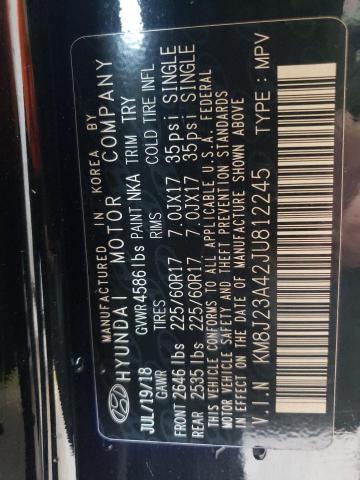 MANUFACTURED IN KOREA BY
HYUNDAI MOTOR COMPANY
JUL/19/18 GVWR 4586 lbs PAINT NKA TRIM TRY
GAWR TIRES RIMS COLD TIRE INFL
FRONT 2646 lbs 225/60R17 7.0JX17 35psi SINGLE
REAR 2535 lbs 225/60R17 7.0JX17 35psi SINGLE
THIS VEHICLE CONFORMS TO ALL APPLICABLE U.S.A. FEDERAL
MOTOR VEHICLE SAFETY AND THEFT PREVENTION STANDARDS
IN EFFECT ON THE DATE OF MANUFACTURE SHOWN ABOVE
V.I.N KM8J23A42JU812245 TYPE : MPV